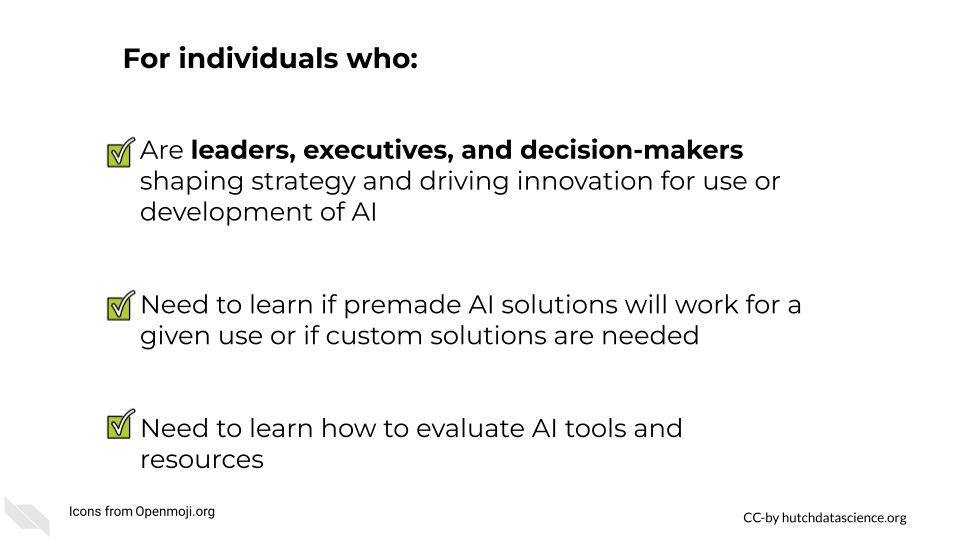 For individuals who:
Are leaders, executives, and decision-makers
shaping strategy and driving innovation for use or
development of AI
Need to learn if premade AI solutions will work for a
given use or if custom solutions are needed
Need to learn how to evaluate AI tools and
resources
Icons from Openmoji.org
CC-by hutchdatascience.org